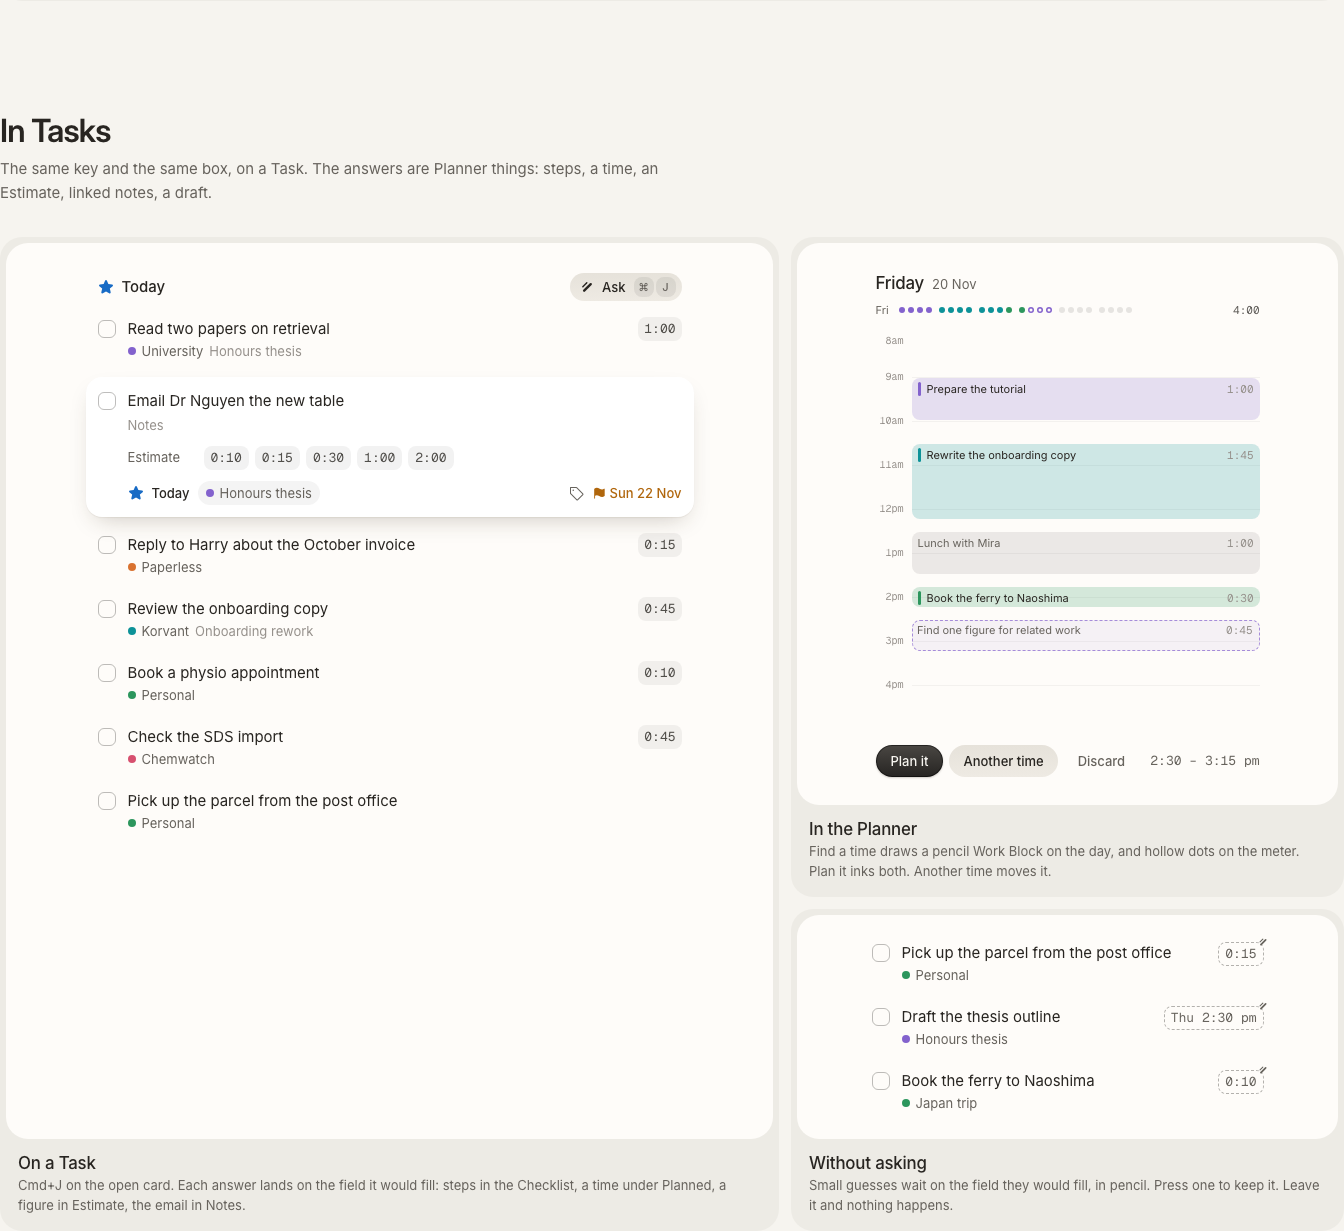 In Tasks
The same key and the same box, on a Task. The answers are Planner things: steps, a time, an
Estimate, linked notes, a draft.
Today
Ask ⌘ J
Read two papers on retrieval 1:00
University Honours thesis
Email Dr Nguyen the new table
Notes
Estimate 0:10 0:15 0:30 1:00 2:00
Today Honours thesis Sun 22 Nov
Reply to Harry about the October invoice 0:15
Paperless
Review the onboarding copy 0:45
Korvant Onboarding rework
Book a physio appointment 0:10
Personal
Check the SDS import 0:45
Chemwatch
Pick up the parcel from the post office
Personal
On a Task
Cmd+J on the open card. Each answer lands on the field it would fill: steps in the Checklist, a time under Planned, a
figure in Estimate, the email in Notes.
Friday 20 Nov
Fri 4:00
8am
9am
Prepare the tutorial 1:00
10am
Rewrite the onboarding copy 1:45
11am
12pm
Lunch with Mira 1:00
1pm
2pm
Book the ferry to Naoshima 0:30
Find one figure for related work 0:45
3pm
4pm
Plan it Another time Discard 2:30 – 3:15 pm
In the Planner
Find a time draws a pencil Work Block on the day, and hollow dots on the meter.
Plan it inks both. Another time moves it.
Pick up the parcel from the post office 0:15
Personal
Draft the thesis outline Thu 2:30 pm
Honours thesis
Book the ferry to Naoshima 0:10
Japan trip
Without asking
Small guesses wait on the field they would fill, in pencil. Press one to keep it. Leave
it and nothing happens.